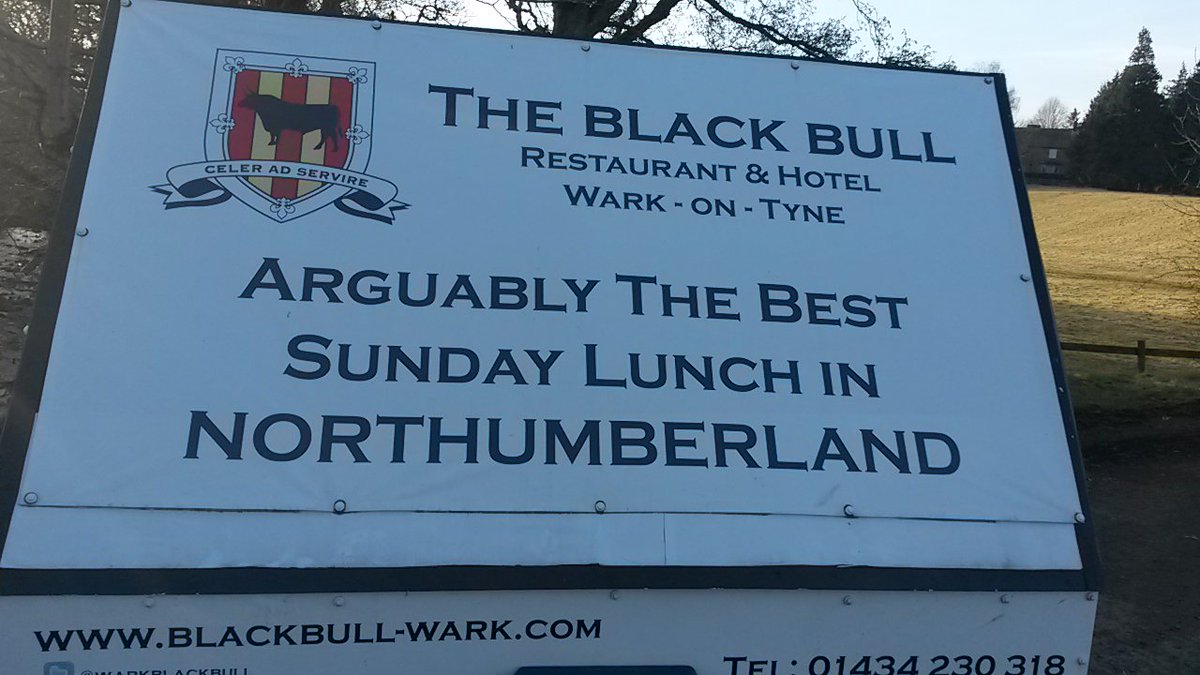 CELER AD SERVIRE
THE BLACK BULL
RESTAURANT & HOTEL
WARK - ON - TYNE
ARGUABLY THE BEST
SUNDAY LUNCH IN
NORTHUMBERLAND
WWW.BLACKBULL-WARK.COM
@WARKBLACKBULL
TEL: 01434 230 318